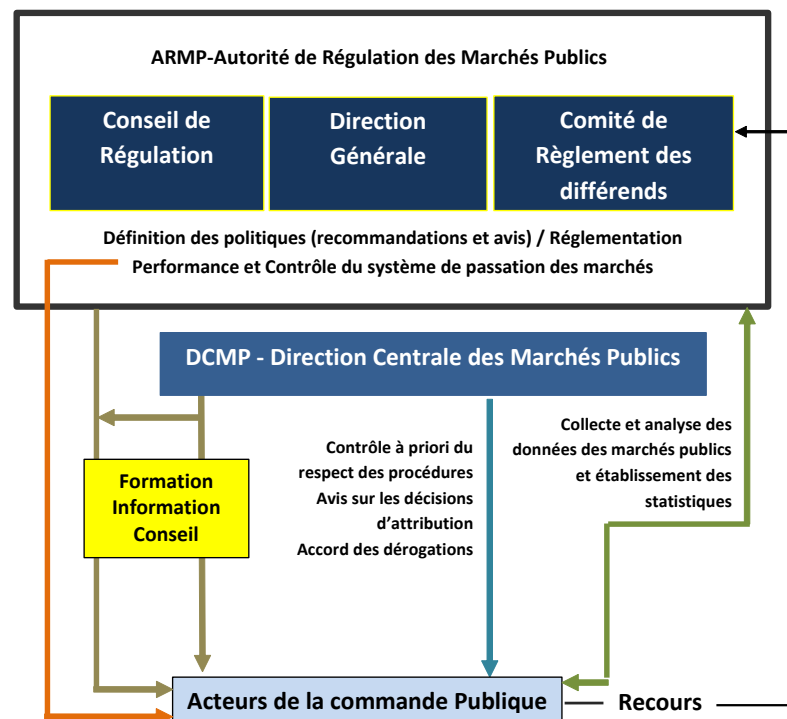 ARMP-Autorité de Régulation des Marchés Publics
Conseil de
Régulation
Direction
Générale
Comité de
Règlement des
différends
Définition des politiques (recommandations et avis) / Réglementation
Performance et Contrôle du système de passation des marchés
DCMP - Direction Centrale des Marchés Publics
Formation
Information
Conseil
Contrôle à priori du
respect des procédures
Avis sur les décisions
d'attribution
Accord des dérogations
Collecte et analyse des
données des marchés publics
et établissement des
statistiques
Acteurs de la commande Publique
Recours